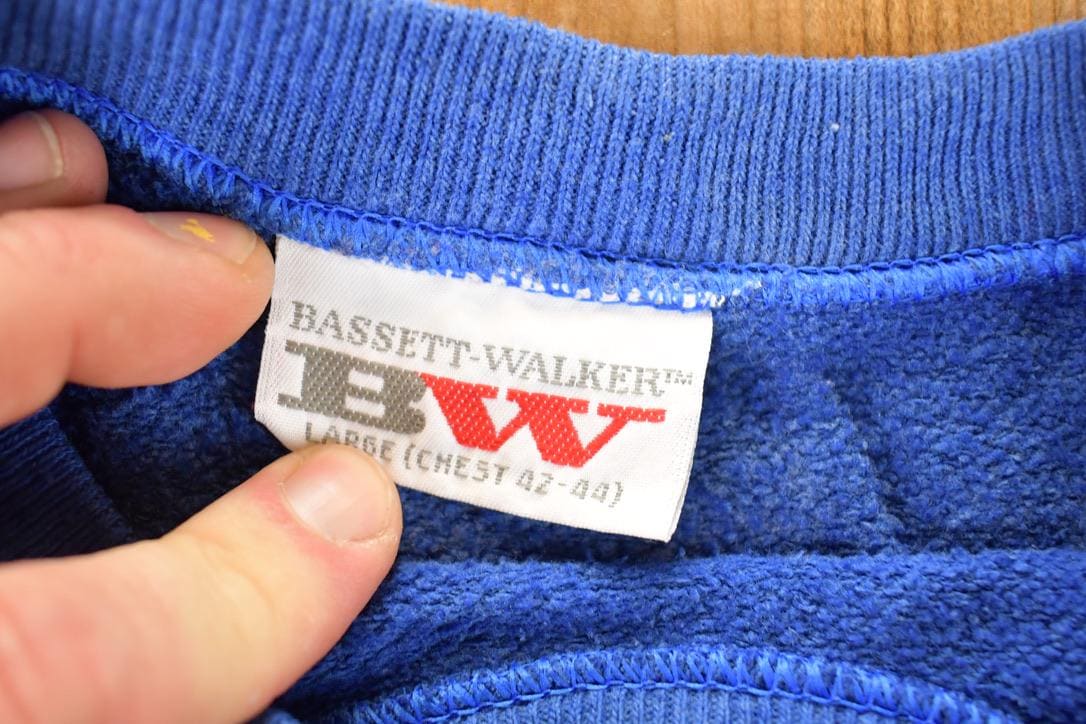 BASSETT-WALKER™
BW
LARGE (CHEST 42-44)